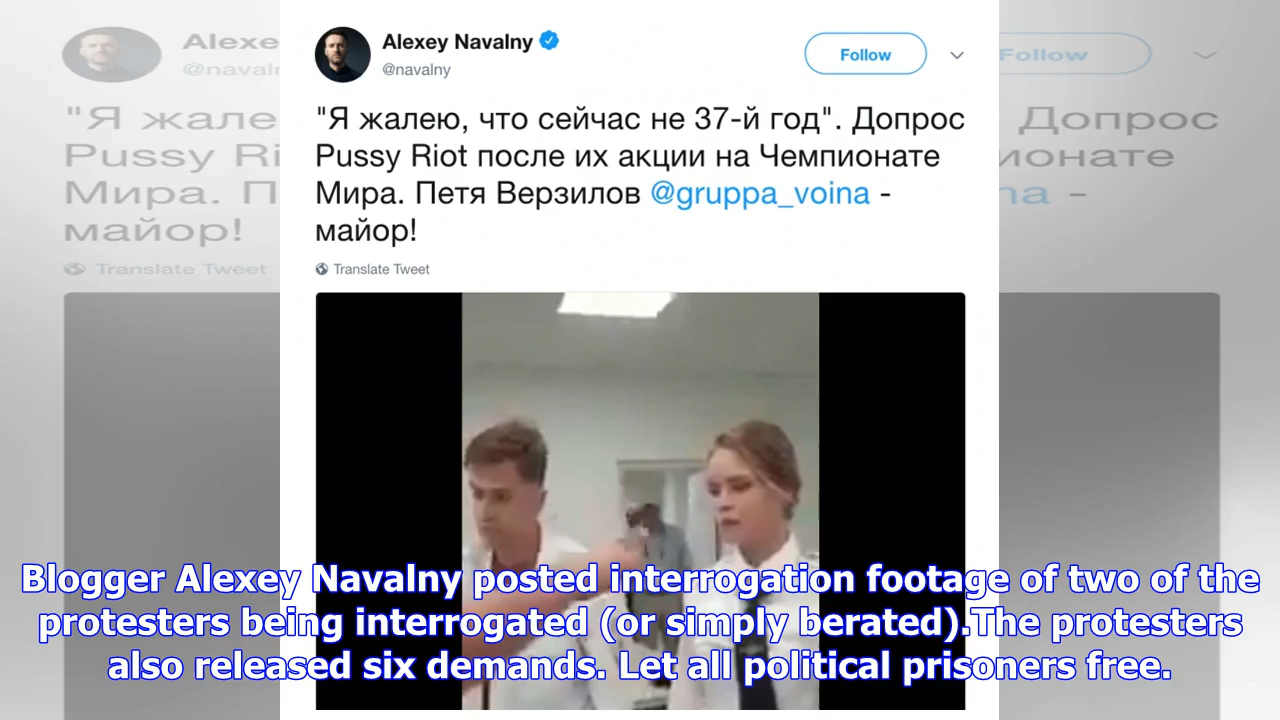 Alexey Navalny
@navalny
Follow
"Я жалею, что сейчас не 37-й год". Допрос
Pussy Riot после их акции на Чемпионате
Мира. Петя Верзилов @gruppa_voina -
майор!
Translate Tweet
Blogger Alexey Navalny posted interrogation footage of two of the
protesters being interrogated (or simply berated).The protesters
also released six demands. Let all political prisoners free.